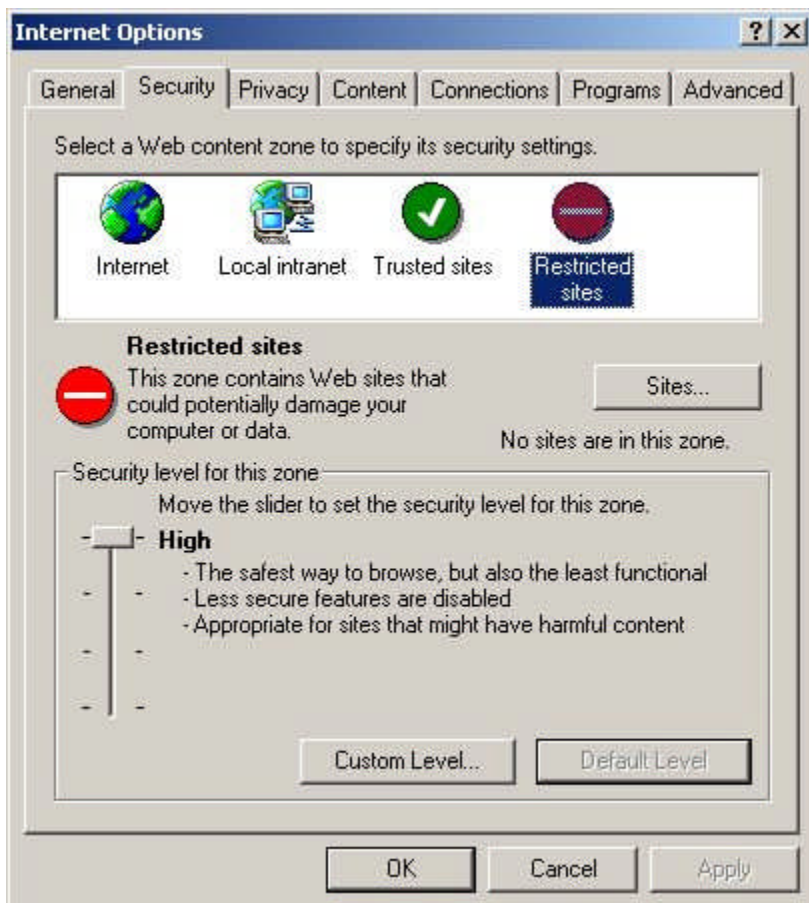 Internet Options
General Security Privacy Content Connections Programs Advanced
Select a Web content zone to specify its security settings.
Internet Local intranet Trusted sites Restricted
sites
Restricted sites
This zone contains Web sites that
could potentially damage your
computer or data.
Sites...
No sites are in this zone.
Security level for this zone
Move the slider to set the security level for this zone.
High
- The safest way to browse, but also the least functional
- Less secure features are disabled
- Appropriate for sites that might have harmful content
Custom Level... Default Level
OK Cancel Apply